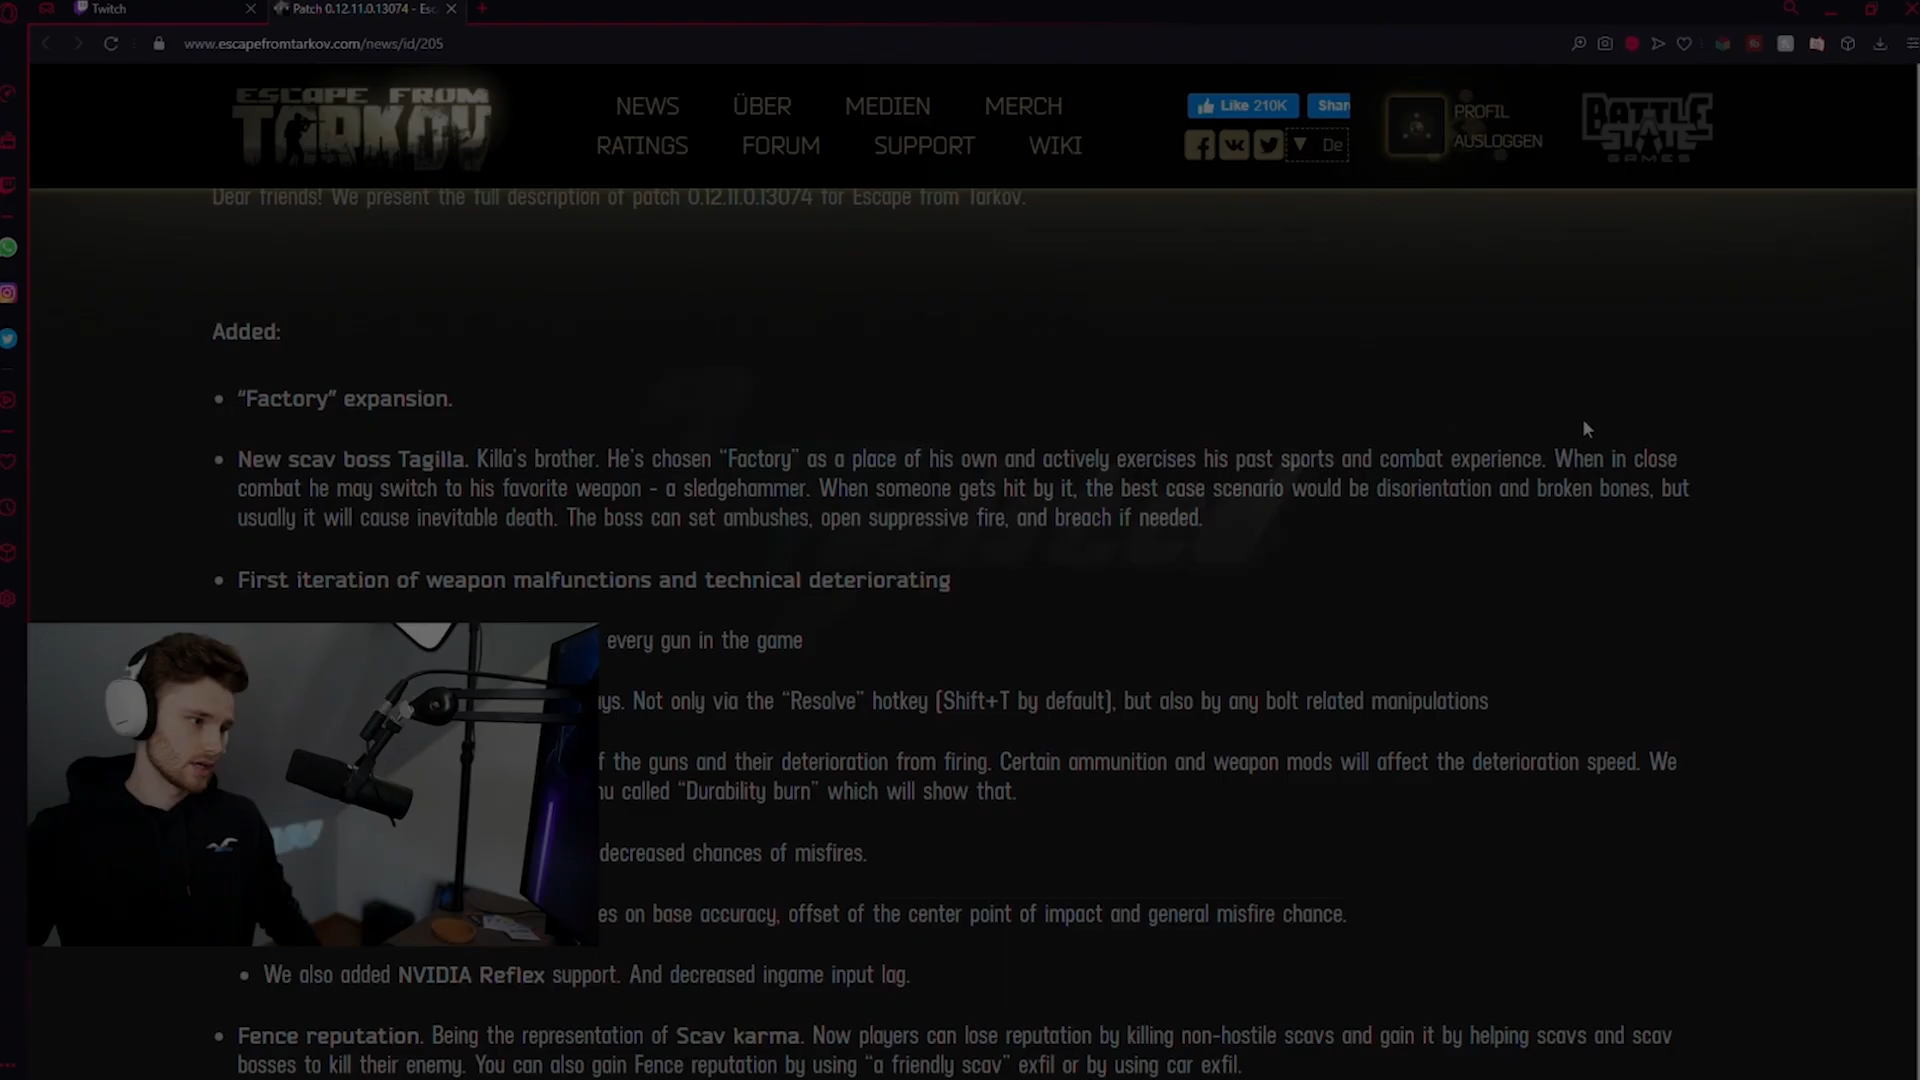 Twitch
Patch 0.12.11.0.13074 - Esc
www.escapefromtarkov.com/news/id/205
ESCAPE FROM
TARKOV
NEWS ÜBER MEDIEN MERCH
RATINGS FORUM SUPPORT WIKI
Like 210K Shar
De
PROFIL
AUSLOGGEN
BATTLE
STATE
GAMES
Dear friends! We present the full description of patch 0.12.11.0.13074 for Escape from Tarkov.
Added:
“Factory” expansion.
New scav boss Tagilla. Killa's brother. He's chosen “Factory” as a place of his own and actively exercises his past sports and combat experience. When in close
combat he may switch to his favorite weapon - a sledgehammer. When someone gets hit by it, the best case scenario would be disorientation and broken bones, but
usually it will cause inevitable death. The boss can set ambushes, open suppressive fire, and breach if needed.
First iteration of weapon malfunctions and technical deteriorating
every gun in the game
ys. Not only via the “Resolve” hotkey (Shift+T by default), but also by any bolt related manipulations
f the guns and their deterioration from firing. Certain ammunition and weapon mods will affect the deterioration speed. We
u called “Durability burn” which will show that.
decreased chances of misfires.
es on base accuracy, offset of the center point of impact and general misfire chance.
We also added NVIDIA Reflex support. And decreased ingame input lag.
Fence reputation. Being the representation of Scav karma. Now players can lose reputation by killing non-hostile scavs and gain it by helping scavs and scav
bosses to kill their enemy. You can also gain Fence reputation by using “a friendly scav” exfil or by using car exfil.